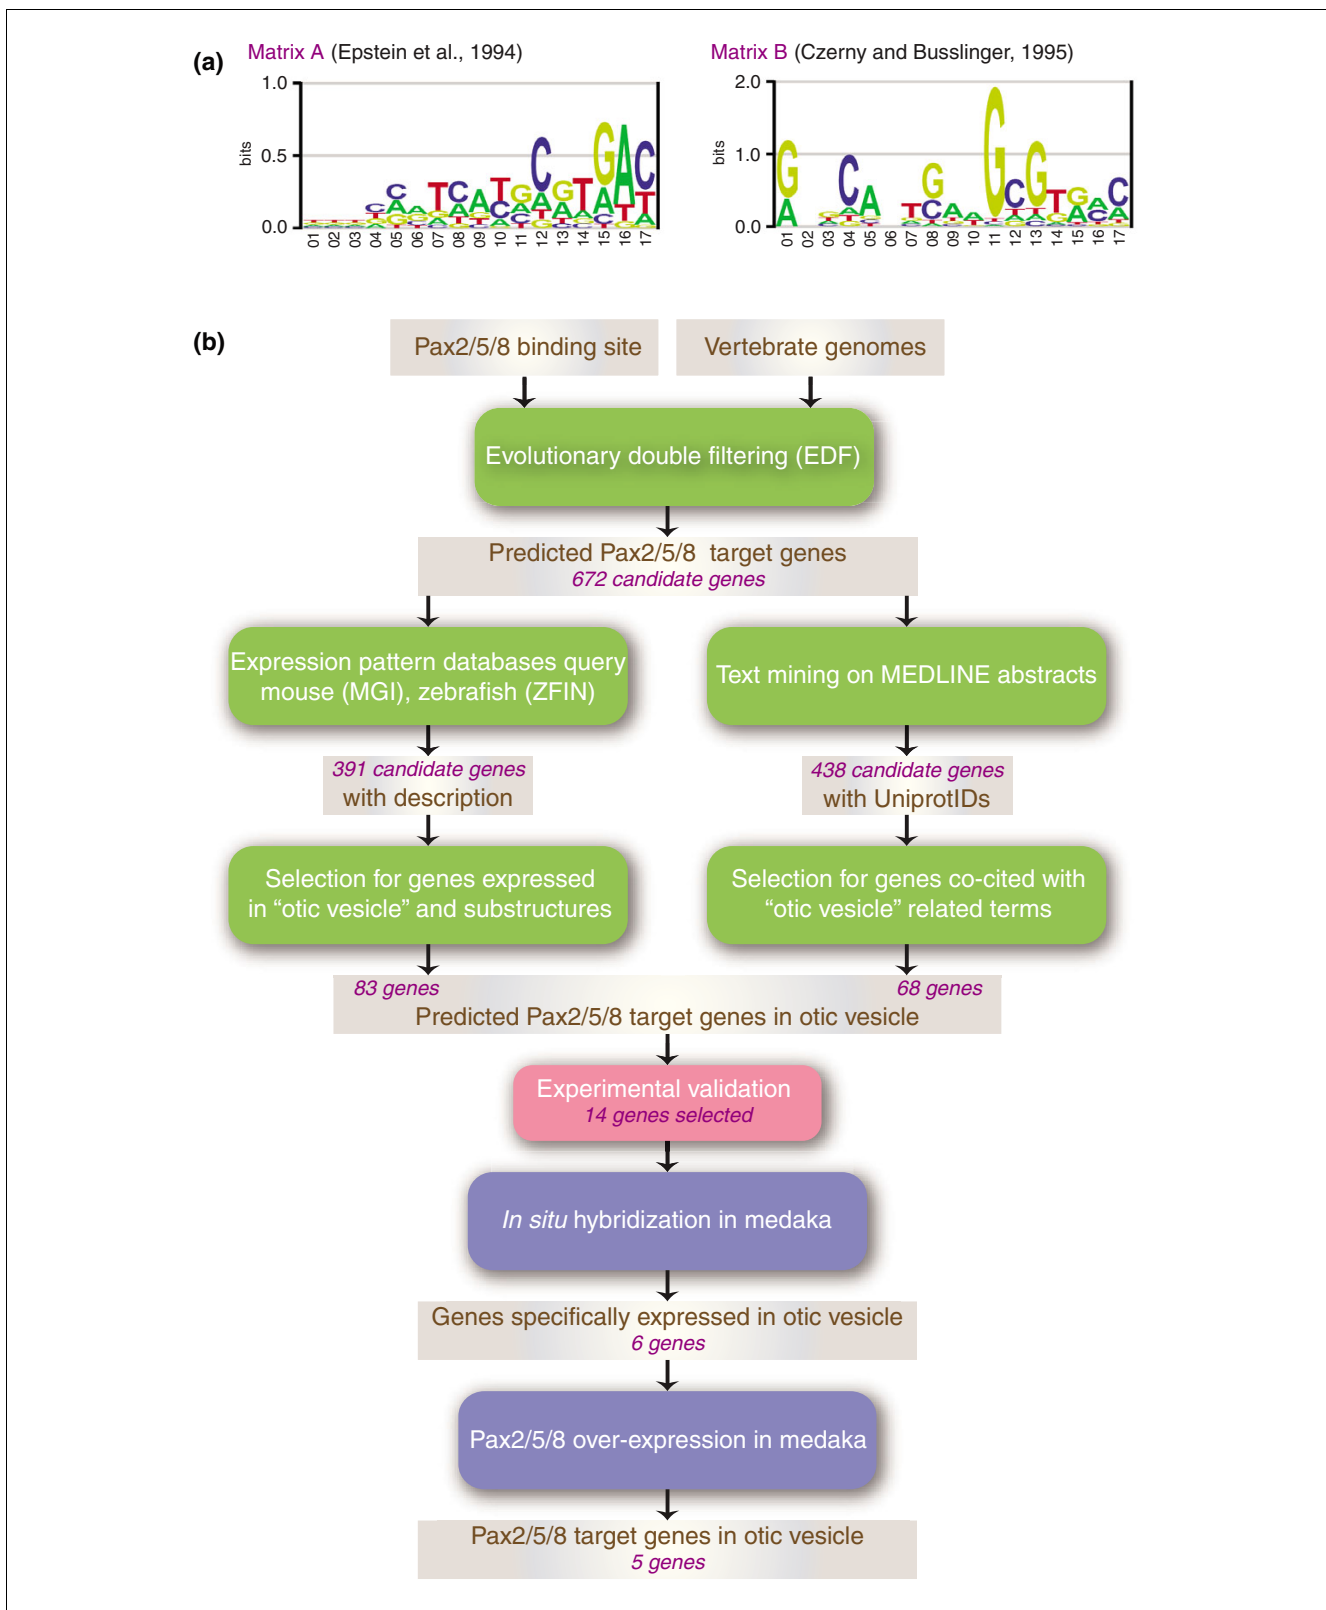 (a)
Matrix A (Epstein et al., 1994)
1.0
0.5
0.0
bits
01 02 03 04 05 06 07 08 09 10 11 12 13 14 15 16 17
Matrix B (Czerny and Busslinger, 1995)
2.0
1.0
0.0
bits
01 02 03 04 05 06 07 08 09 10 11 12 13 14 15 16 17
(b)
Pax2/5/8 binding site
Vertebrate genomes
Evolutionary double filtering (EDF)
Predicted Pax2/5/8 target genes
672 candidate genes
Expression pattern databases query
mouse (MGI), zebrafish (ZFIN)
Text mining on MEDLINE abstracts
391 candidate genes
with description
438 candidate genes
with UniprotIDs
Selection for genes expressed
in “otic vesicle” and substructures
Selection for genes co-cited with
“otic vesicle” related terms
83 genes
68 genes
Predicted Pax2/5/8 target genes in otic vesicle
Experimental validation
14 genes selected
In situ hybridization in medaka
Genes specifically expressed in otic vesicle
6 genes
Pax2/5/8 over-expression in medaka
Pax2/5/8 target genes in otic vesicle
5 genes